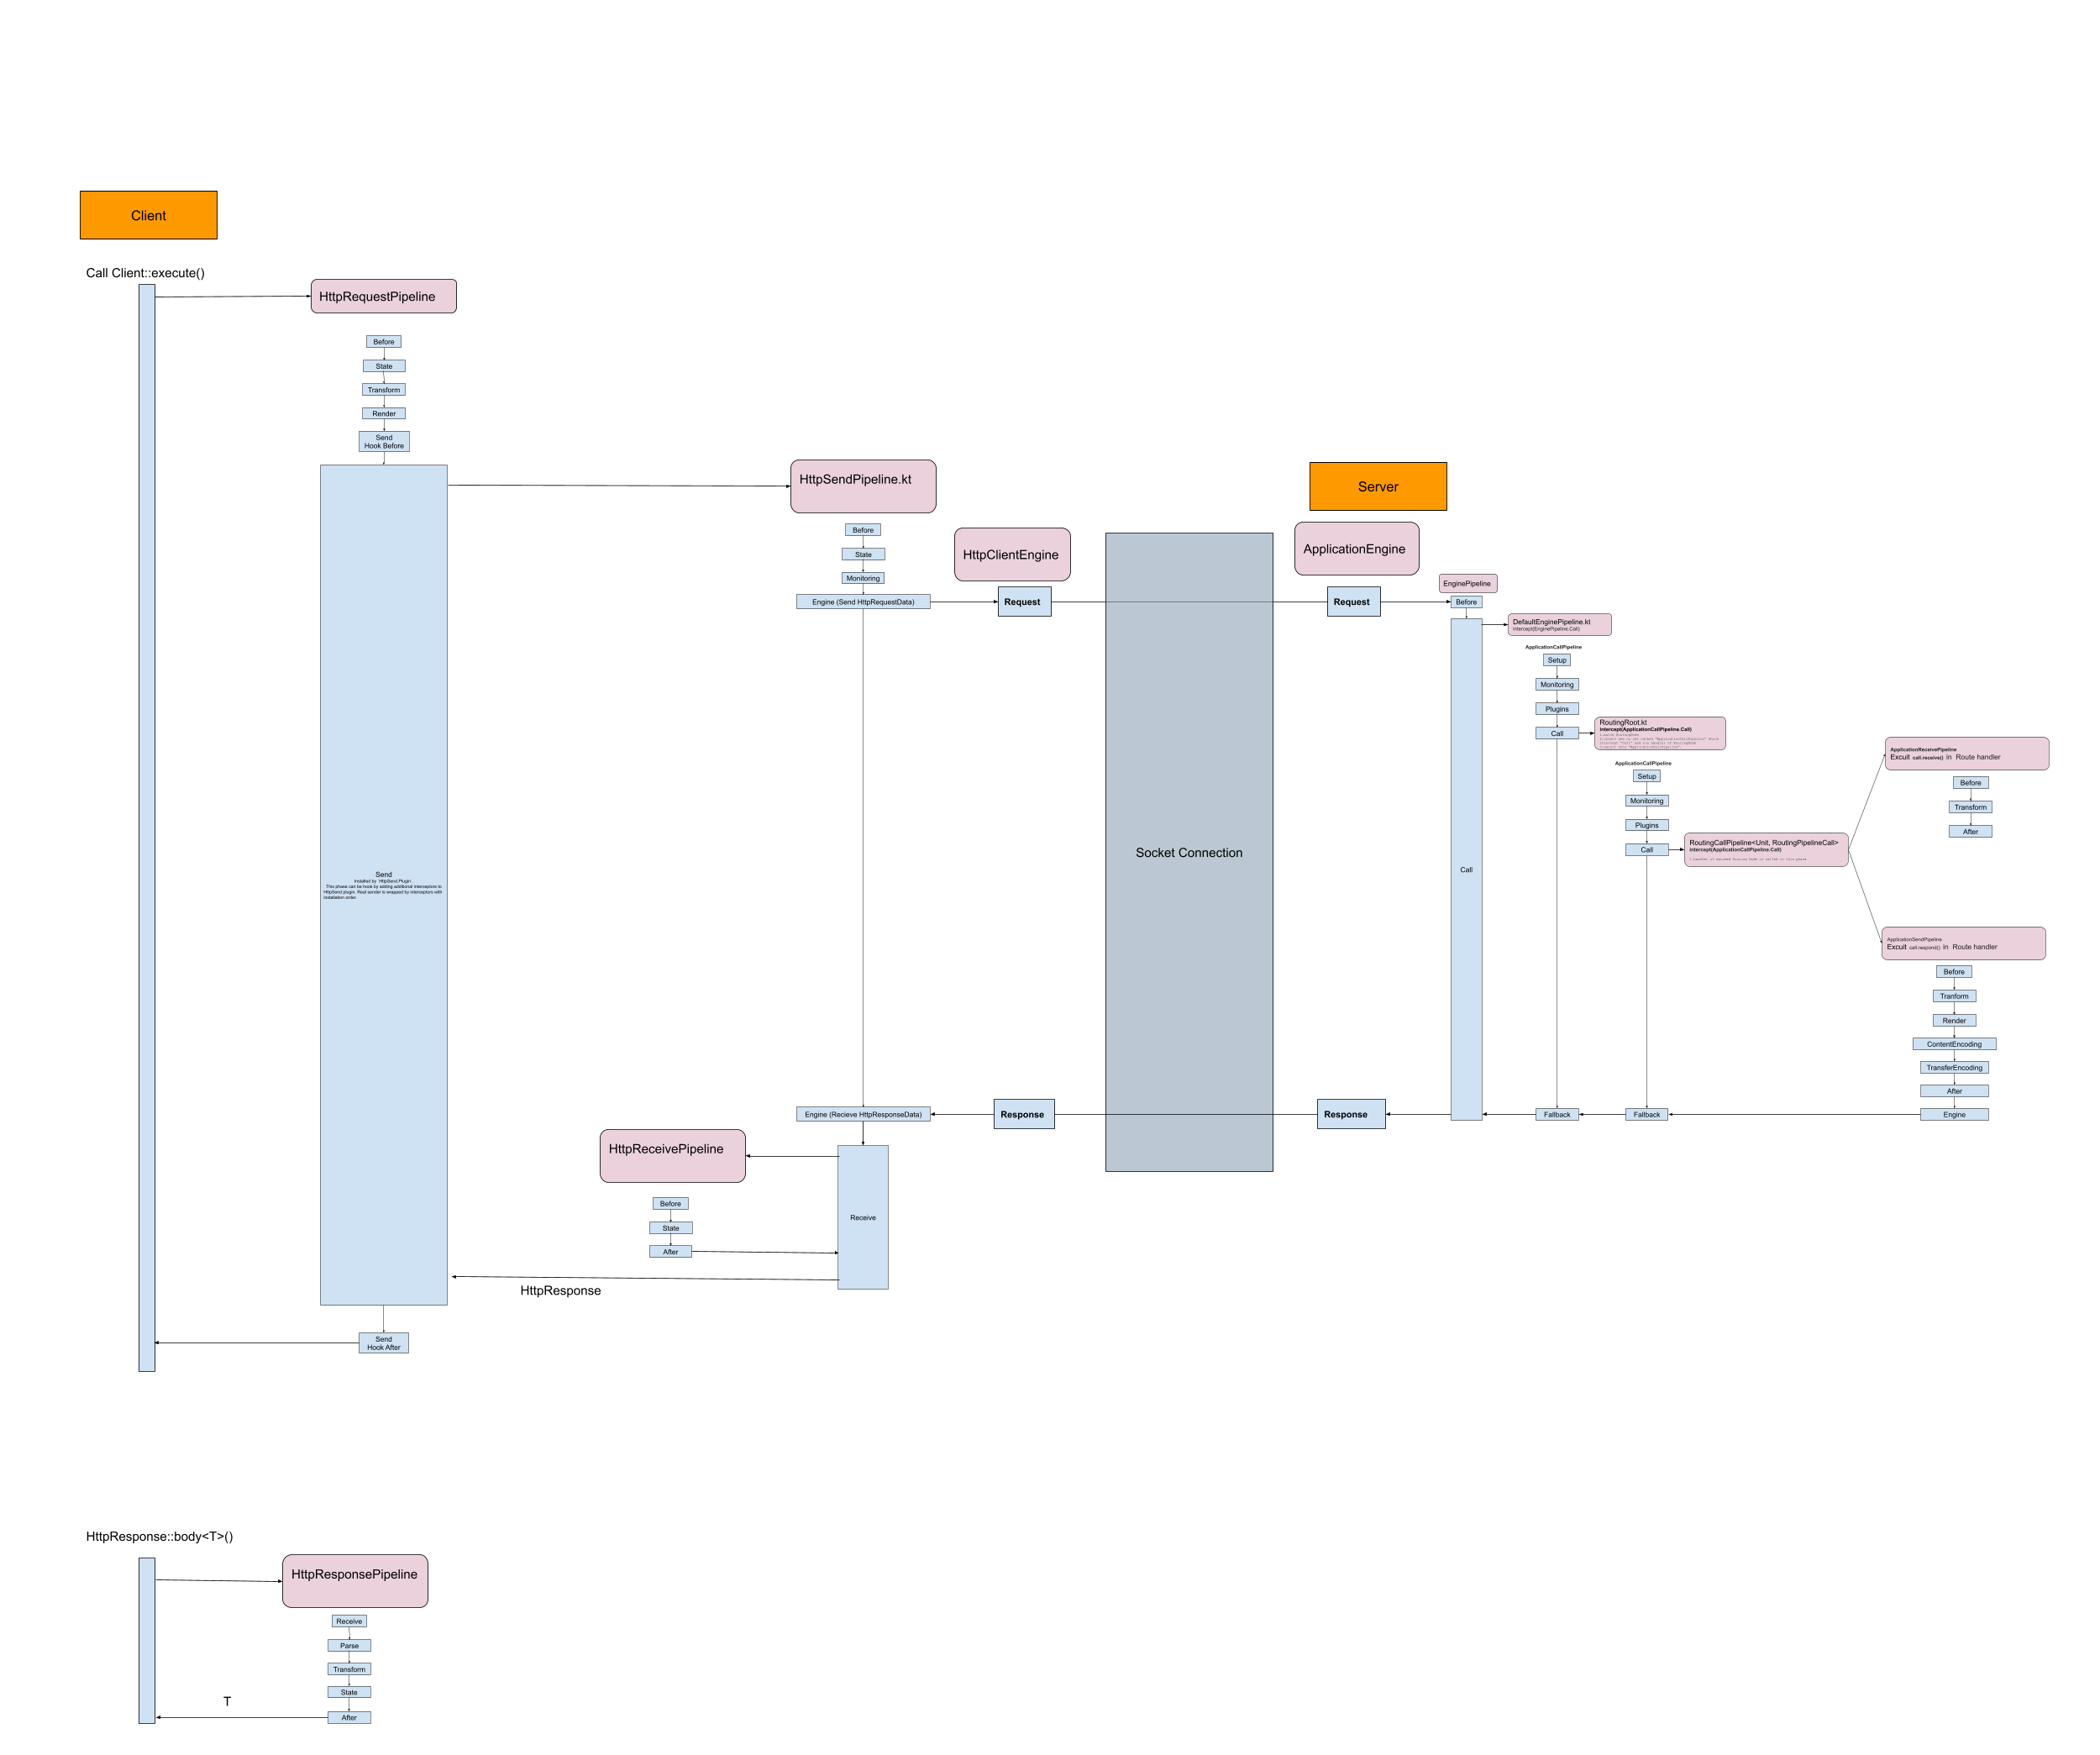 Client
Call Client::execute()
HttpRequestPipeline
Before
State
Transform
Render
Send
Hook Before
Send
Installed by `HttpSend.Plugin`.
This phase can be hook by adding additional interceptors to
HttpSend plugin. Real sender is wrapped by interceptors with
installation order.
Send
Hook After
HttpSendPipeline.kt
Before
State
Monitoring
Engine (Send HttpRequestData)
Engine (Recieve HttpResponseData)
Receive
HttpReceivePipeline
Before
State
After
HttpResponse
HttpClientEngine
Request
Response
Socket Connection
Server
ApplicationEngine
Request
Response
EnginePipeline
Before
Call
DefaultEnginePipeline.kt
intercept(EnginePipeline.Call)
ApplicationCallPipeline
Setup
Monitoring
Plugins
Call
Fallback
RoutingRoot.kt
intercept(ApplicationCallPipeline.Call)
ApplicationCallPipeline
Setup
Monitoring
Plugins
Call
Fallback
RoutingCallPipeline<Unit, RoutingPipelineCall>
intercept(ApplicationCallPipeline.Call)
ApplicationReceivePipeline
Excuit call.receive() in Route handler
Before
Transform
After
ApplicationSendPipeline
Excuit call.respond() in Route handler
Before
Tranform
Render
ContentEncoding
TransferEncoding
After
Engine
HttpResponse::body<T>()
HttpResponsePipeline
Receive
Parse
Transform
State
After
T